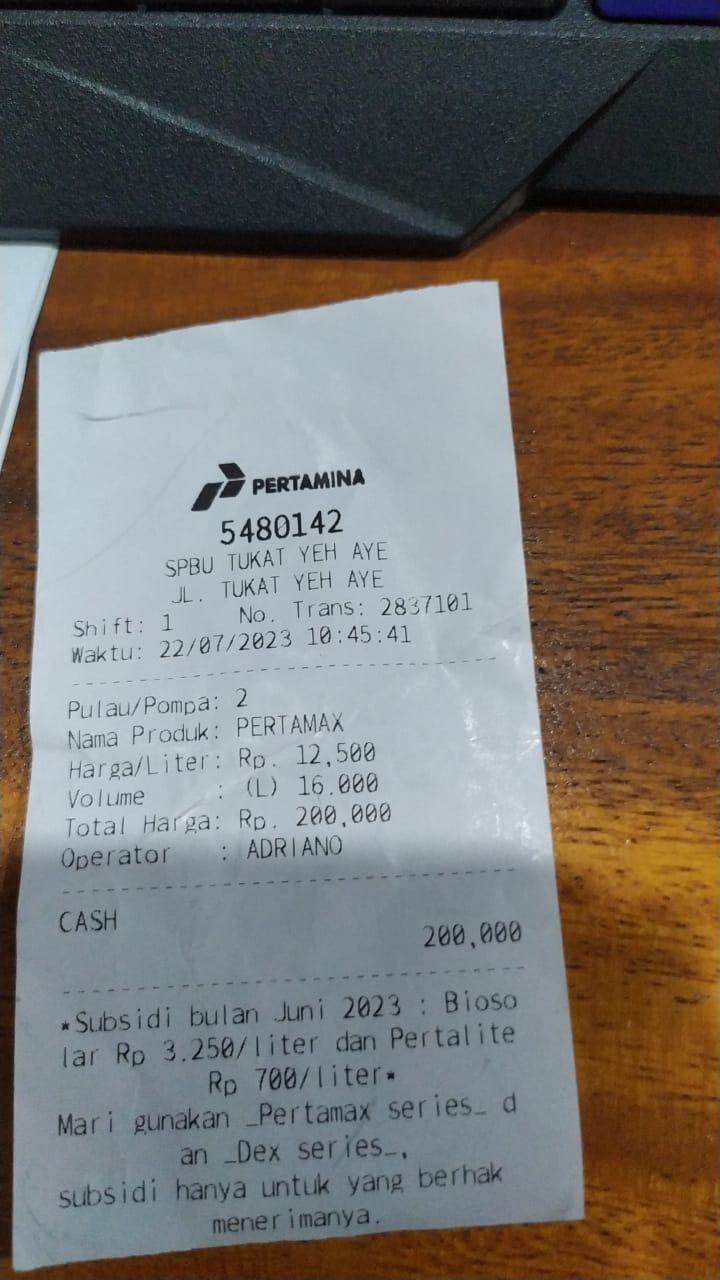 PERTAMINA
5480142
SPBU TUKAT YEH AYE
JL. TUKAT YEH AYE
Shift: 1 No. Trans: 2837101
Waktu: 22/07/2023 10:45:41
Pulau/Pompa: 2
Nama Produk: PERTAMAX
Harga/Liter: Rp. 12,500
Volume : (L) 16.000
Total Harga: Rp. 200,000
Operator : ADRIANO
CASH
200,000
*Subsidi bulan Juni 2023 : Bioso
lar Rp 3.250/liter dan Pertalite
Rp 700/liter*
Mari gunakan _Pertamax series_ d
an _Dex series_,
subsidi hanya untuk yang berhak
menerimanya.